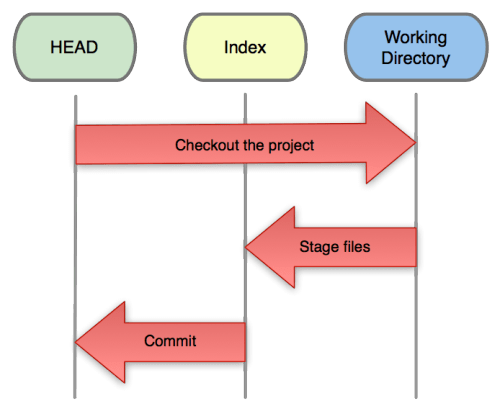 HEAD
Index
Working
Directory
Checkout the project
Stage files
Commit